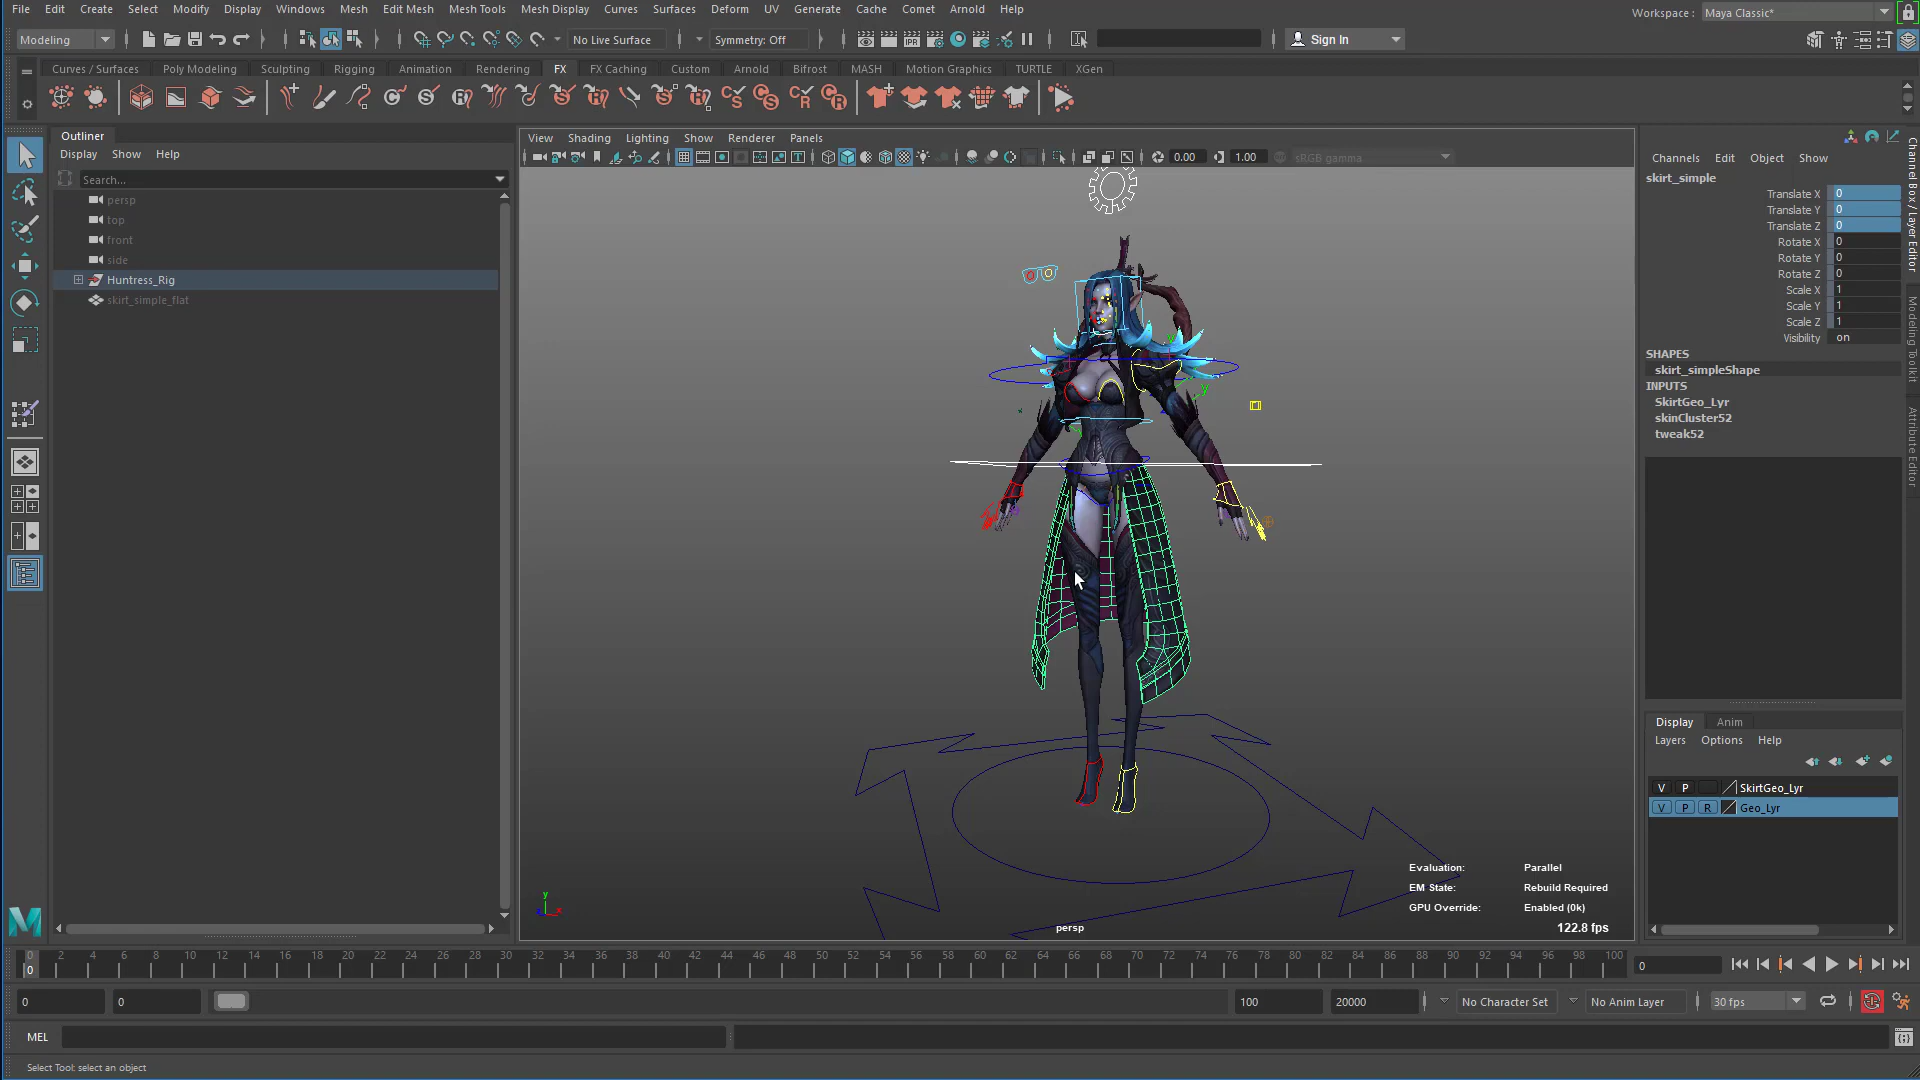 File Edit Create Select Modify Display Windows Mesh Edit Mesh Mesh Tools Mesh Display Curves Surfaces Deform UV Generate Cache Comet Arnold Help
Workspace : Maya Classic*
Modeling
No Live Surface
Symmetry: Off
IPR
Sign In
Curves / Surfaces Poly Modeling Sculpting Rigging Animation Rendering FX FX Caching Custom Arnold Bifrost MASH Motion Graphics TURTLE XGen
Outliner
Display Show Help
Search...
persp
top
front
side
Huntress_Rig
skirt_simple_flat
View Shading Lighting Show Renderer Panels
0.00
1.00
sRGB gamma
y
y
Evaluation: Parallel
EM State: Rebuild Required
GPU Override: Enabled (0k)
persp
122.8 fps
y
x
Channels Edit Object Show
skirt_simple
Translate X 0
Translate Y 0
Translate Z 0
Rotate X 0
Rotate Y 0
Rotate Z 0
Scale X 1
Scale Y 1
Scale Z 1
Visibility on
SHAPES
skirt_simpleShape
INPUTS
SkirtGeo_Lyr
skinCluster52
tweak52
Channel Box / Layer Editor
Modeling Toolkit
Attribute Editor
Display Anim
Layers Options Help
V P SkirtGeo_Lyr
V P R Geo_Lyr
0 2 4 6 8 10 12 14 16 18 20 22 24 26 28 30 32 34 36 38 40 42 44 46 48 50 52 54 56 58 60 62 64 66 68 70 72 74 76 78 80 82 84 86 88 90 92 94 96 98 100
0
0
0
0
100
20000
No Character Set
No Anim Layer
30 fps
MEL
Select Tool: select an object